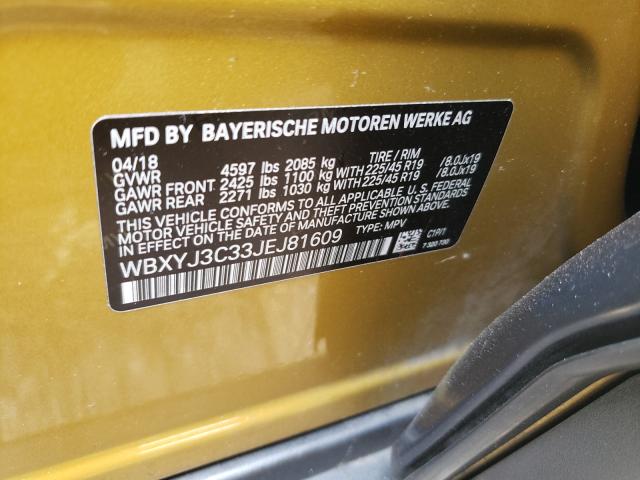 MFD BY BAYERISCHE MOTOREN WERKE AG
04/18 TIRE / RIM
GVWR 4597 lbs 2085 kg
GAWR FRONT 2425 lbs 1100 kg WITH 225/45 R19 /8.0Jx19
GAWR REAR 2271 lbs 1030 kg WITH 225/45 R19 /8.0Jx19
THIS VEHICLE CONFORMS TO ALL APPLICABLE U.S. FEDERAL
MOTOR VEHICLE SAFETY AND THEFT PREVENTION STANDARDS
IN EFFECT ON THE DATE OF MANUFACTURE SHOWN ABOVE.
WBXYJ3C33JEJ81609 TYPE: MPV
C1P/1
7 380 730